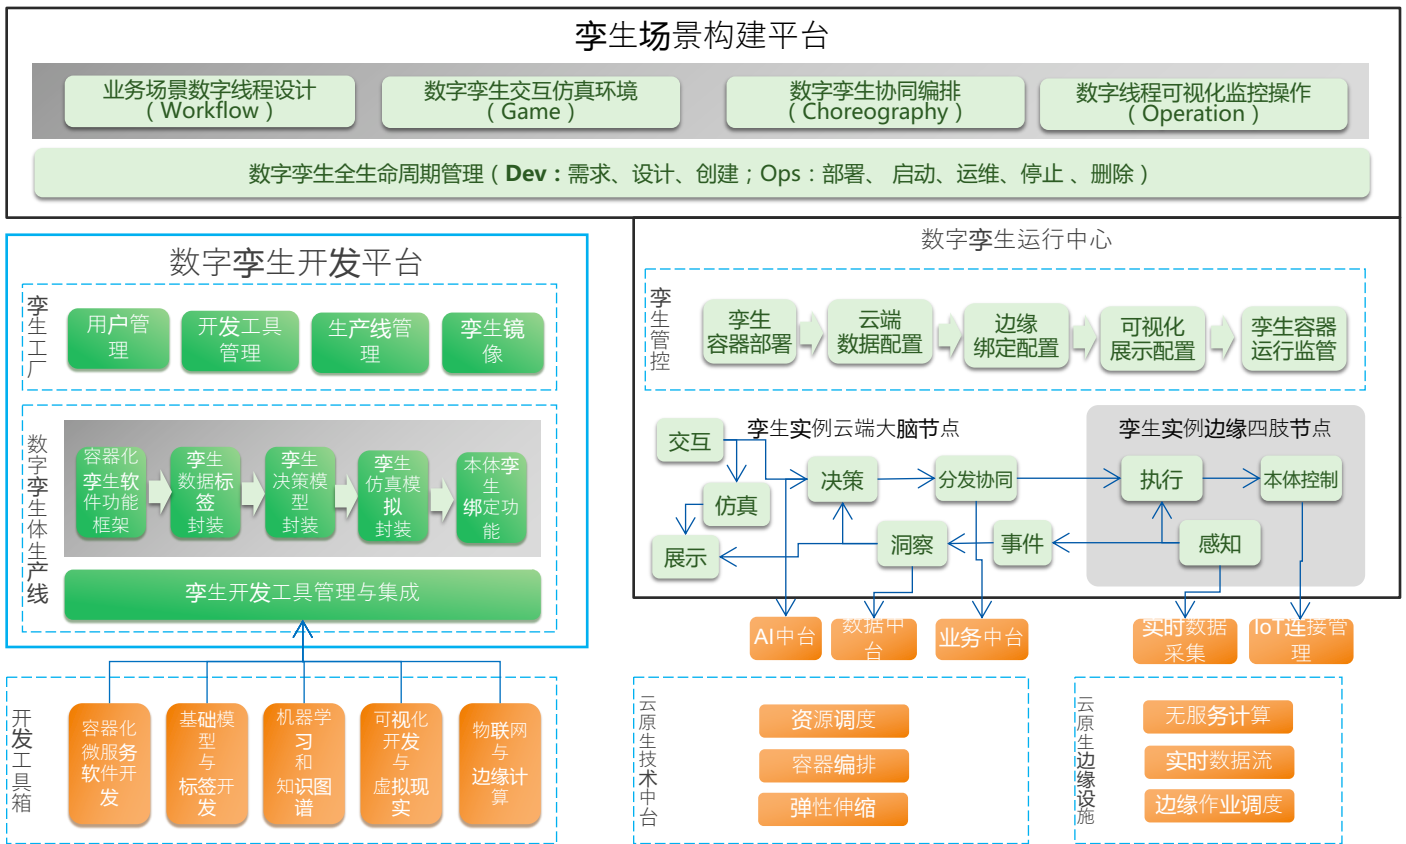 孪生场景构建平台
业务场景数字线程设计
（Workflow）
数字孪生交互仿真环境
（Game）
数字孪生协同编排
（Choreography）
数字线程可视化监控操作
（Operation）
数字孪生全生命周期管理（Dev：需求、设计、创建；Ops：部署、 启动、运维、停止 、删除）
数字孪生开发平台
孪生工厂
用户管
理
开发工具
管理
生产线管
理
孪生镜
像
数字孪生体生产线
容器化
孪生软
件功能
框架
孪生
数据标
签
封装
孪生
决策模
型
封装
孪生
仿真模
拟
封装
本体孪
生
绑定功
能
孪生开发工具管理与集成
开发工具箱
容器化
微服务
软件开
发
基础模
型
与
标签开
发
机器学
习
和
知识图
谱
可视化
开发
与
虚拟现
实
物联网
与
边缘计
算
数字孪生运行中心
孪生管控
孪生
容器部署
云端
数据配置
边缘
绑定配置
可视化
展示配置
孪生容器
运行监管
孪生实例云端大脑节点
孪生实例边缘四肢节点
交互
仿真
展示
决策
分发协同
洞察
事件
执行
本体控制
感知
AI中台
数据中
台
业务中台
实时数据
采集
IoT连接管
理
云原生技术中台
资源调度
容器编排
弹性伸缩
云原生边缘设施
无服务计算
实时数据流
边缘作业调度